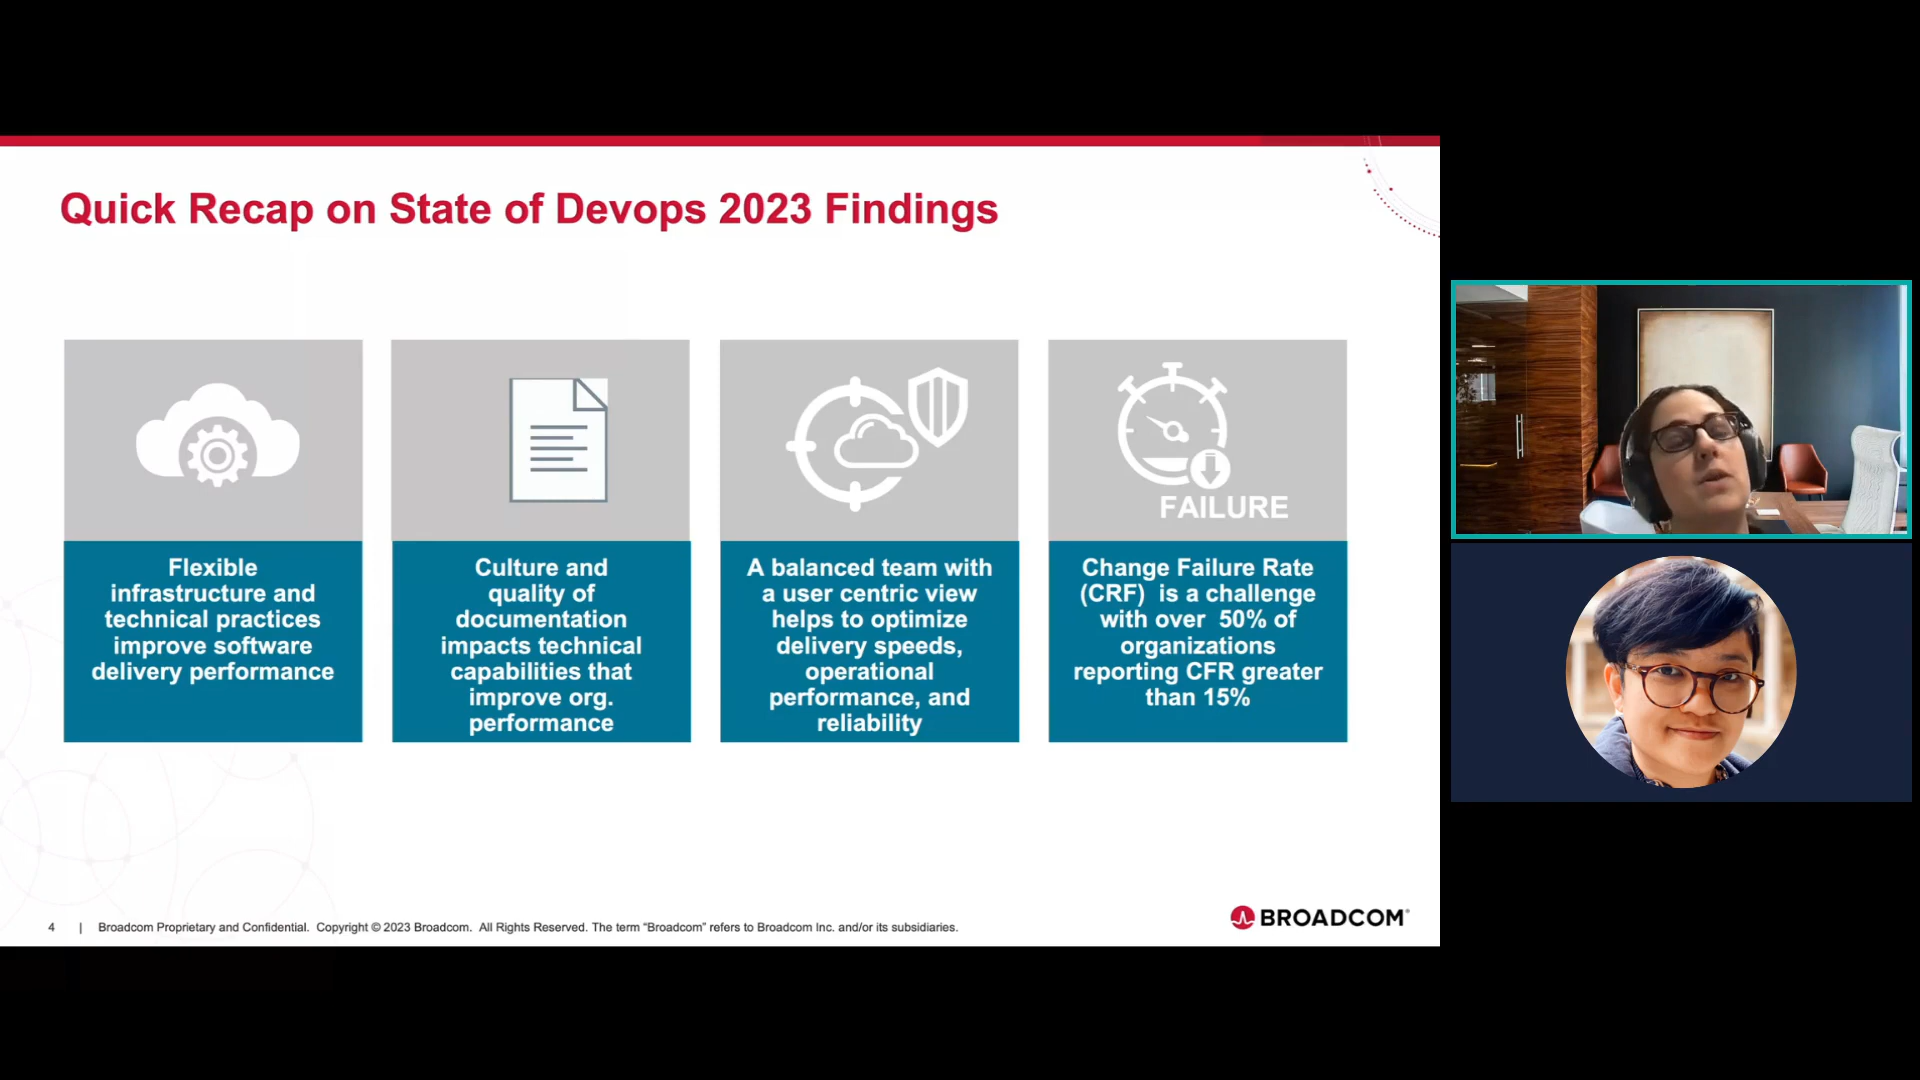 Quick Recap on State of Devops 2023 Findings
FAILURE
Flexible
infrastructure and
technical practices
improve software
delivery performance
Culture and
quality of
documentation
impacts technical
capabilities that
improve org.
performance
A balanced team with
a user centric view
helps to optimize
delivery speeds,
operational
performance, and
reliability
Change Failure Rate
(CRF)  is a challenge
with over  50% of
organizations
reporting CFR greater
than 15%
4 | Broadcom Proprietary and Confidential.  Copyright © 2023 Broadcom.  All Rights Reserved. The term “Broadcom” refers to Broadcom Inc. and/or its subsidiaries.
BROADCOM®